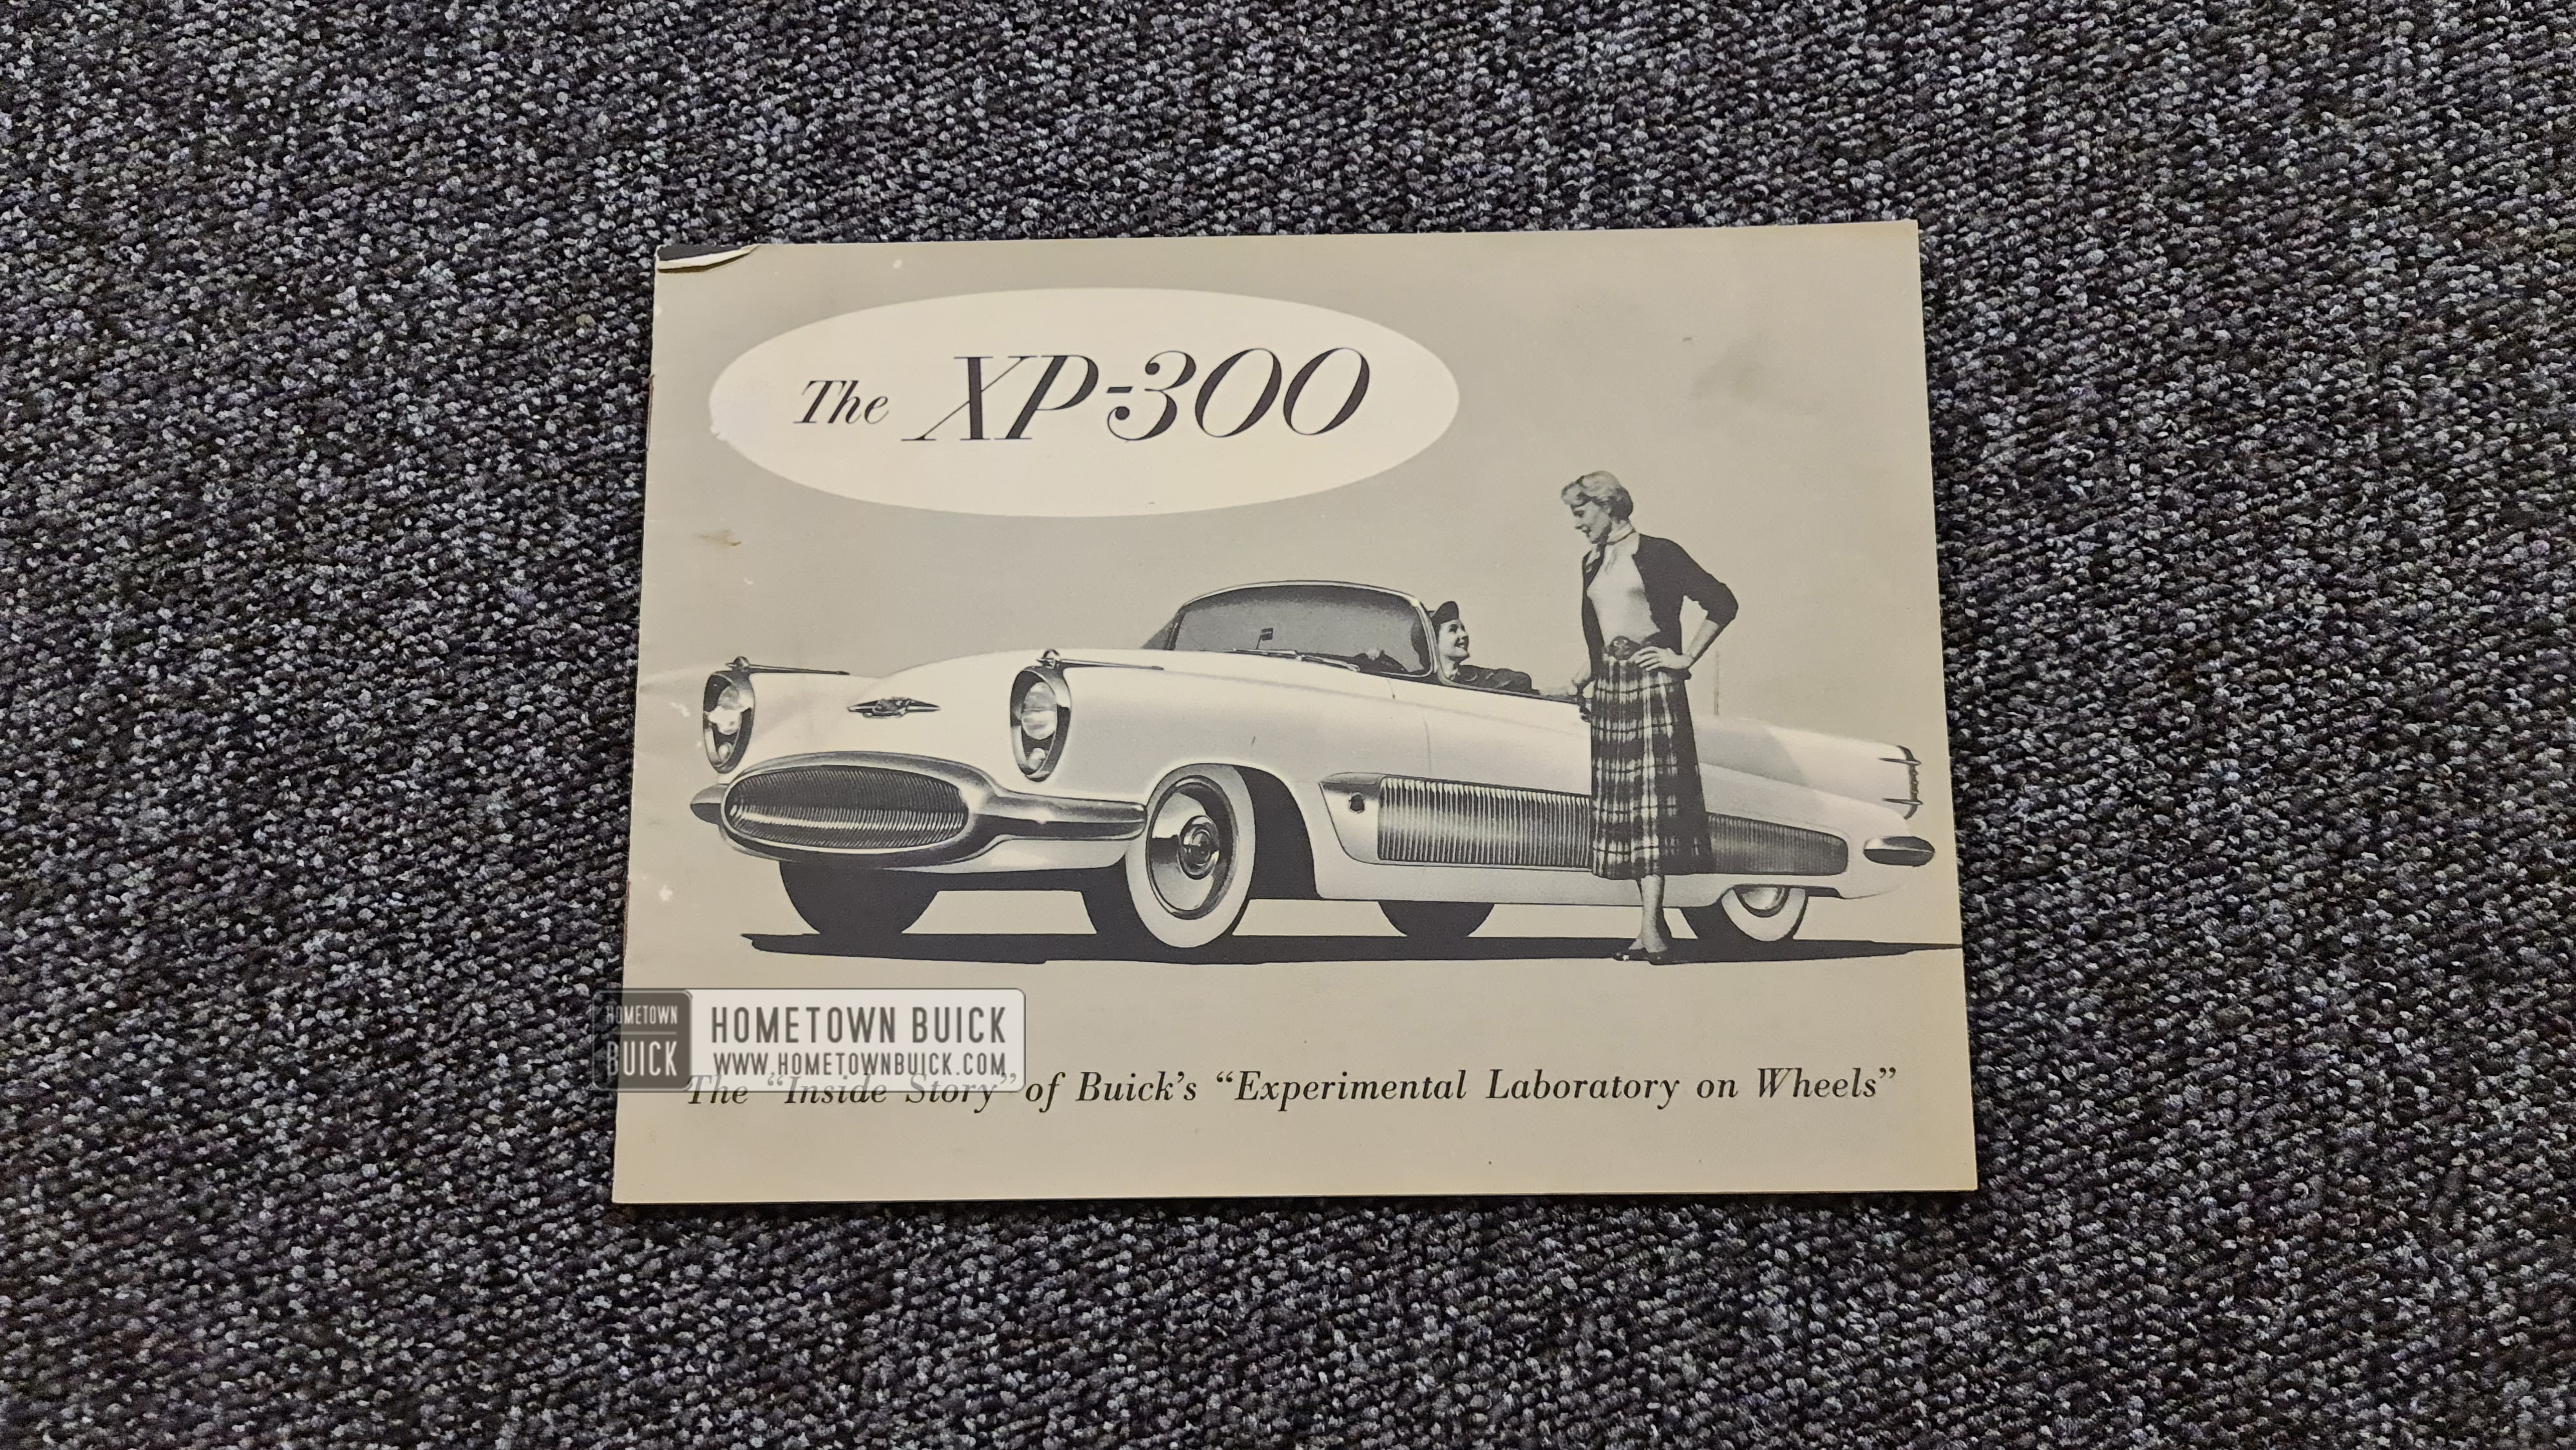 The XP-300
HOMETOWN
BUICK
HOMETOWN BUICK
WWW.HOMETOWNBUICK.COM
The “Inside Story” of Buick's “Experimental Laboratory on Wheels”